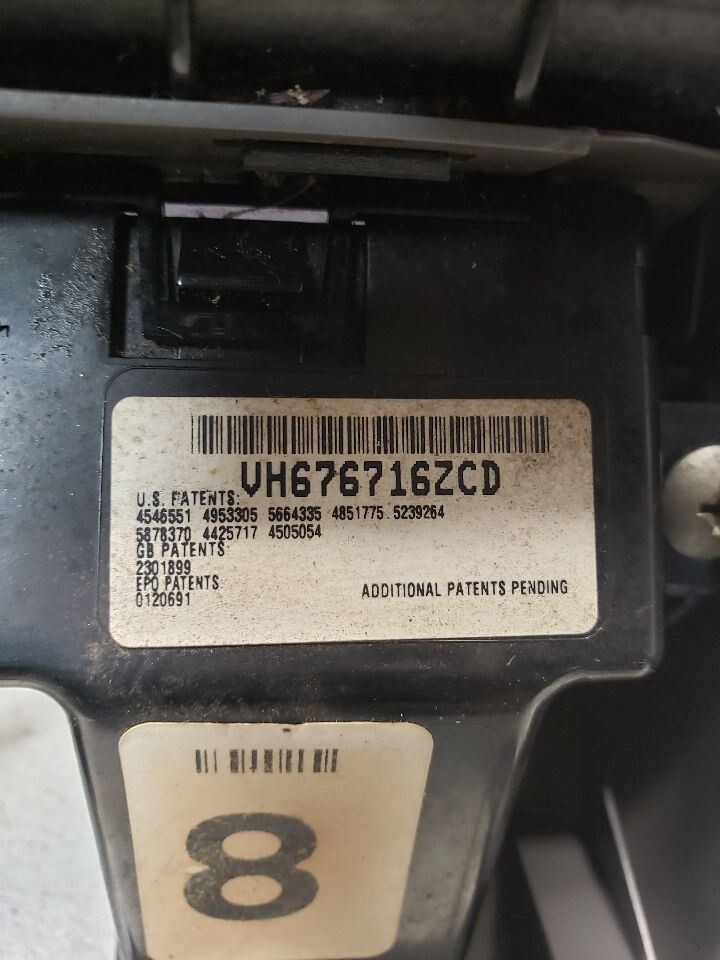 VH676716ZCD
U.S. PATENTS:
4546551 4953305 5664335 4851775 5239264
5878370 4425717 4505054
GB PATENTS:
2301899
EPO PATENTS
0120691
ADDITIONAL PATENTS PENDING
8